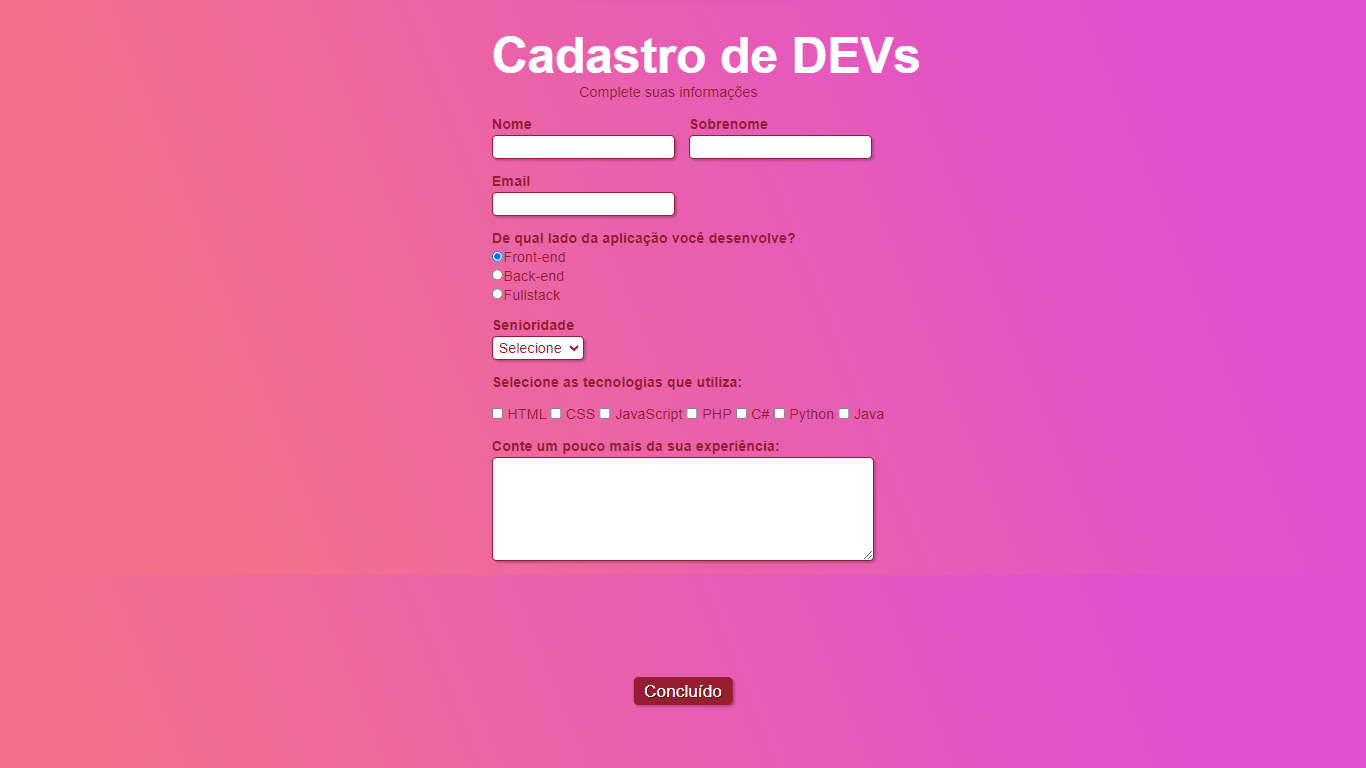 Cadastro de DEVs
Complete suas informações
Nome Sobrenome
Email
De qual lado da aplicação você desenvolve?
Front-end
Back-end
Fullstack
Senioridade
Selecione
Selecione as tecnologias que utiliza:
HTML CSS JavaScript PHP C# Python Java
Conte um pouco mais da sua experiência:
Concluído